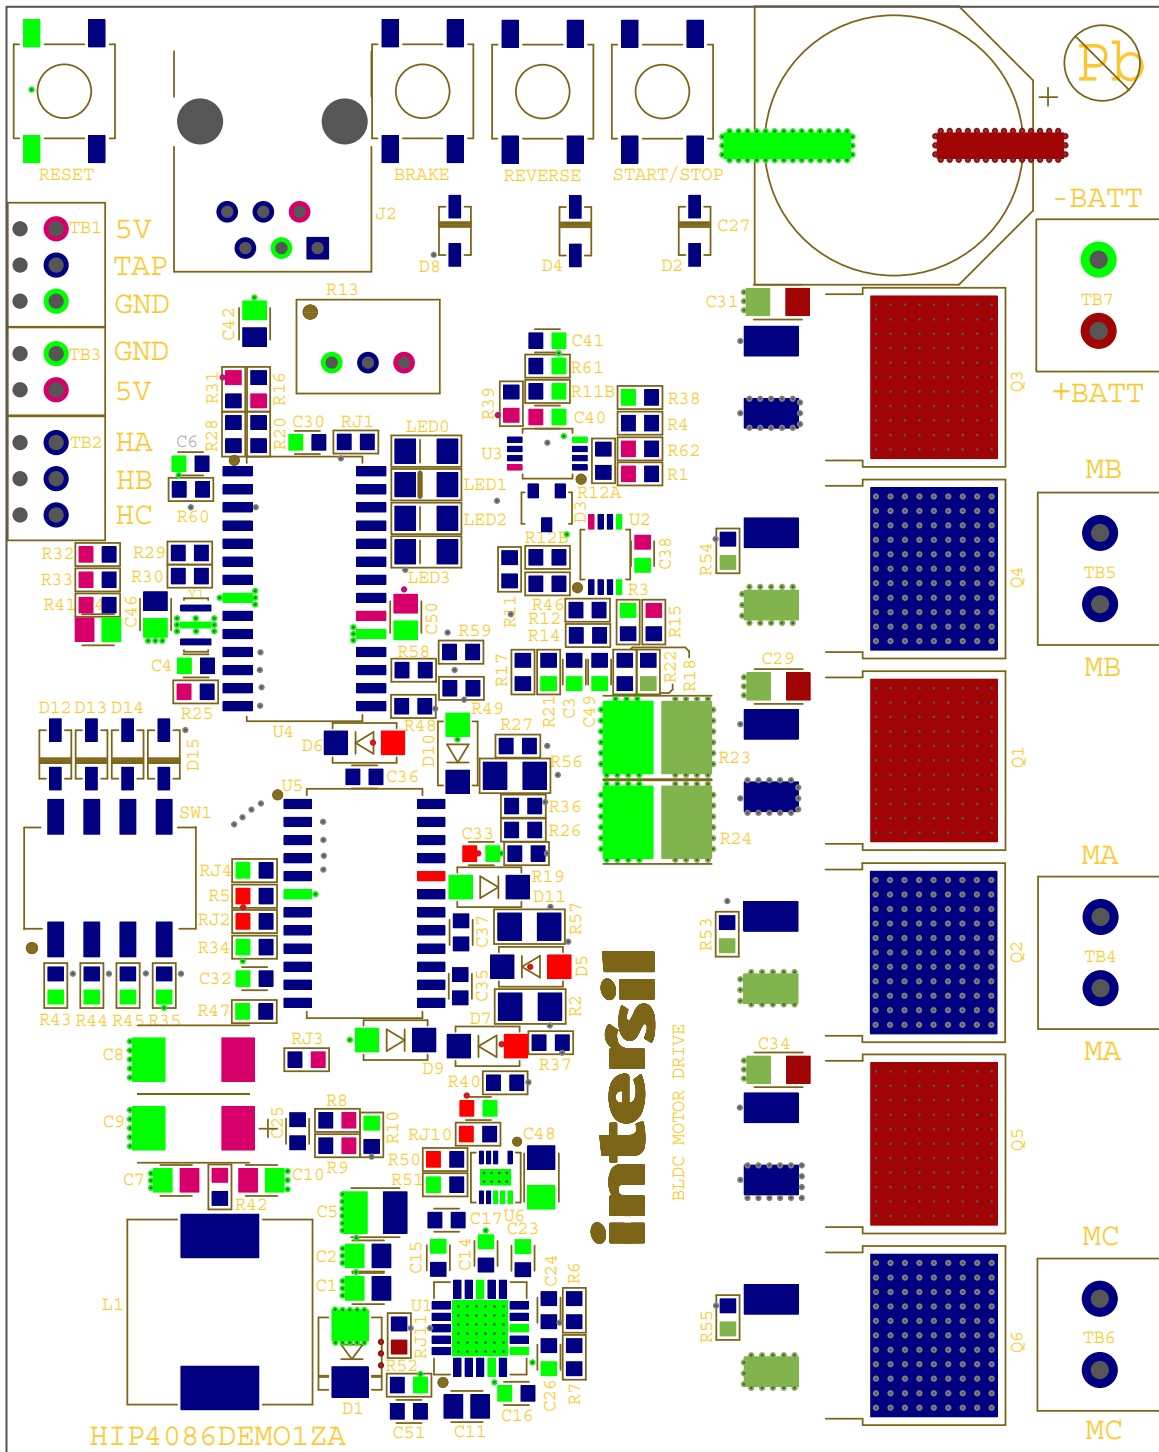 Pb
RESET
BRAKE
REVERSE
START/STOP
J2
-BATT
+
TB1
5V
TAP
GND
D8
D4
D2
C27
TB7
C31
R13
C42
TB3
GND
5V
+BATT
C41
R61
R11B
C40
R39
R38
R4
R62
R1
Q3
R31
R16
R28
R20
C30
RJ1
LED0
LED1
LED2
LED3
TB2
HA
HB
HC
C6
R60
U3
R12A
D3
U2
MB
R12B
C38
R54
Q4
TB5
R32
R33
R41
R29
R30
Y1
C46
C50
R11
R46
R12
R14
R3
R15
MB
C4
R25
R59
R58
R49
R48
R17
R21
C3
C49
R22
R18
C29
D12
D13
D14
D15
U4
D6
C36
D10
R27
R56
R23
Q1
SW1
U5
R36
R26
R24
C33
R19
D11
MA
RJ4
R5
RJ2
R34
C32
R47
C37
C35
R57
D5
R2
R53
Q2
TB4
R43
R44
R45
R35
MA
C8
C9
RJ3
D9
D7
R37
R40
intersil
BLDC MOTOR DRIVE
C34
C25
R8
R9
R10
RJ10
R50
R51
C48
U6
Q5
+
C7
C10
R42
C5
C2
C1
C17
C15
C14
C23
MC
L1
U1
RJ11
R52
C24
R6
C26
R7
R55
Q6
TB6
D1
C51
C11
C16
HIP4086DEMO1ZA
MC